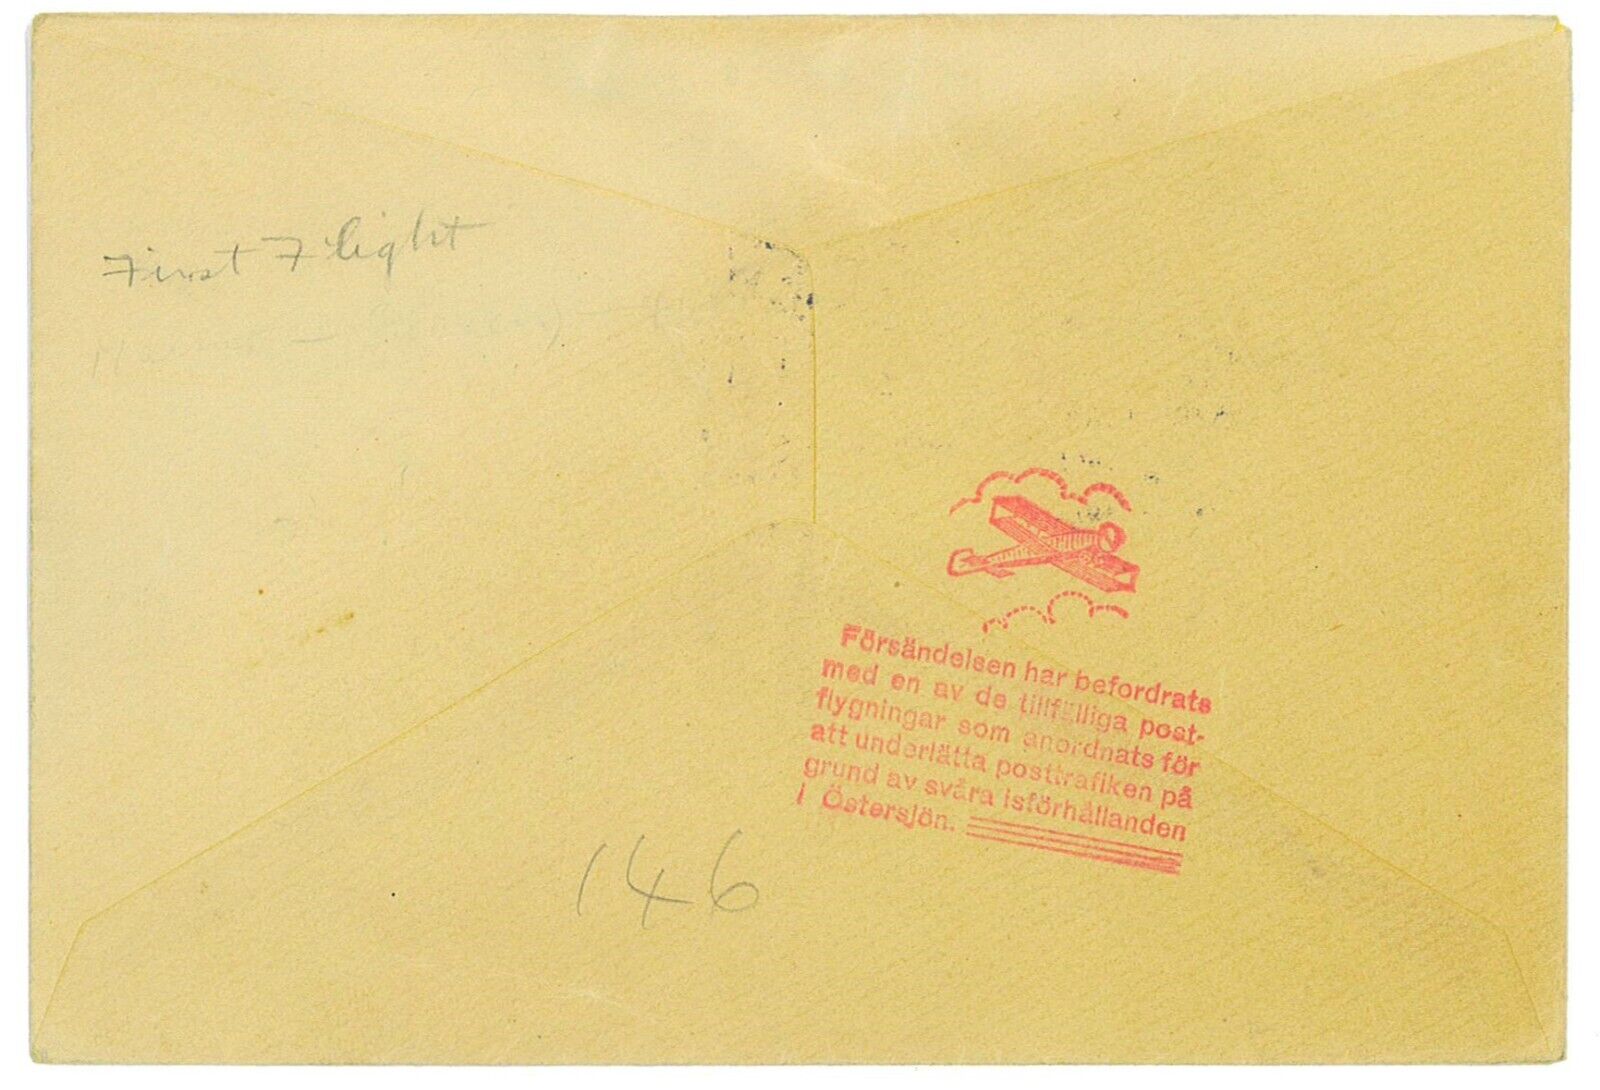 First Flight
Försändelsen har befordrats
med en av de tillfälliga post-
flygningar som anordnats för
att underlätta posttrafiken på
grund av svåra isförhållanden
i Östersjön.
146